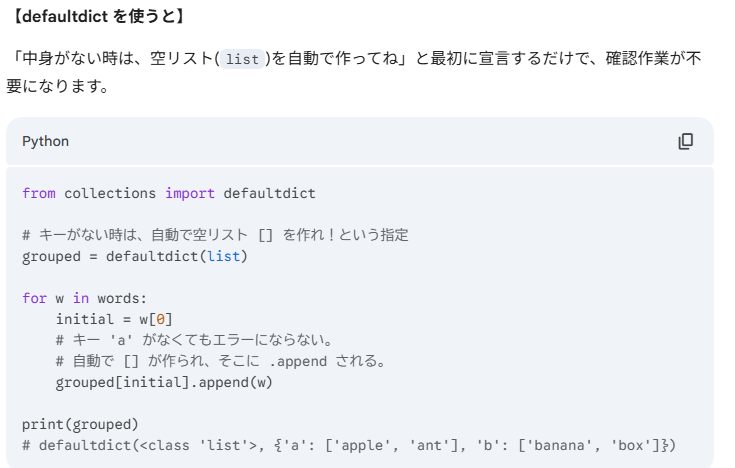 【defaultdict を使うと】
「中身がない時は、空リスト( list )を自動で作ってね」と最初に宣言するだけで、確認作業が不
要になります。
Python
from collections import defaultdict
# キーがない時は、自動で空リスト [] を作れ！という指定
grouped = defaultdict(list)
for w in words:
    initial = w[0]
    # キー 'a' がなくてもエラーにならない。
    # 自動で [] が作られ、そこに .append される。
    grouped[initial].append(w)
print(grouped)
# defaultdict(<class 'list'>, {'a': ['apple', 'ant'], 'b': ['banana', 'box']})